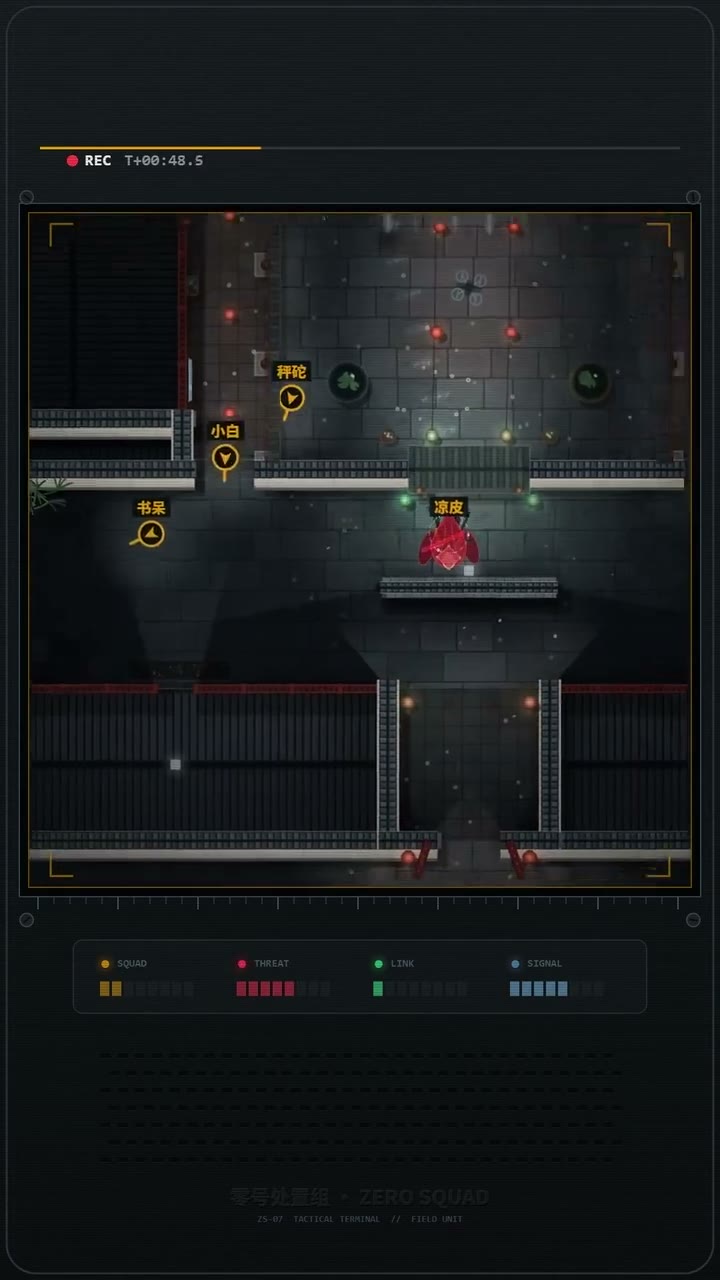 REC T+00:48.5
秤砣
小白
书呆
凉皮
SQUAD
THREAT
LINK
SIGNAL
零号处置组 · ZERO SQUAD
ZS-07 TACTICAL TERMINAL // FIELD UNIT